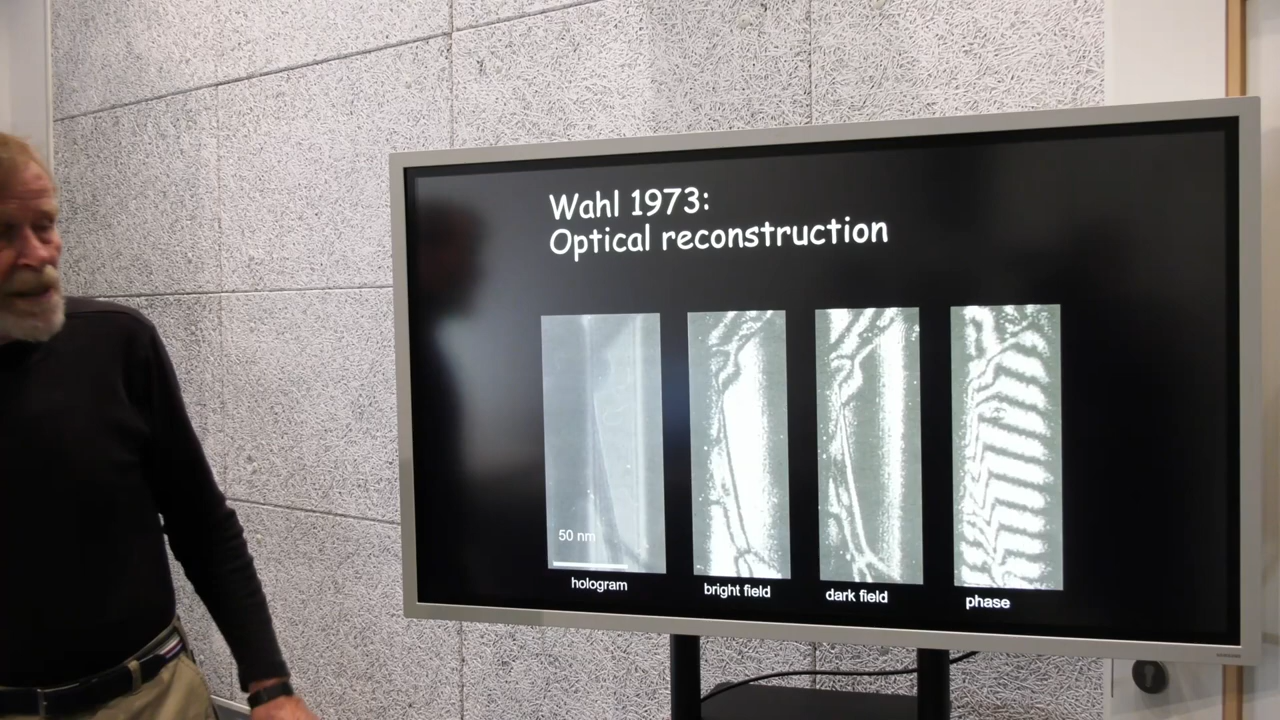 Wahl 1973:
Optical reconstruction
50 nm
hologram
bright field
dark field
phase